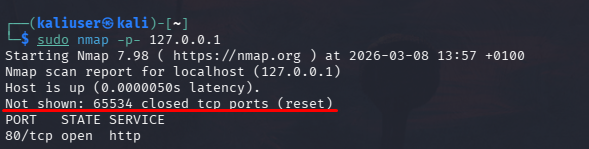 ┌──(kaliuser㉿kali)-[~]
└─$ sudo nmap -p- 127.0.0.1
Starting Nmap 7.98 ( https://nmap.org ) at 2026-03-08 13:57 +0100
Nmap scan report for localhost (127.0.0.1)
Host is up (0.0000050s latency).
Not shown: 65534 closed tcp ports (reset)
PORT   STATE SERVICE
80/tcp open  http